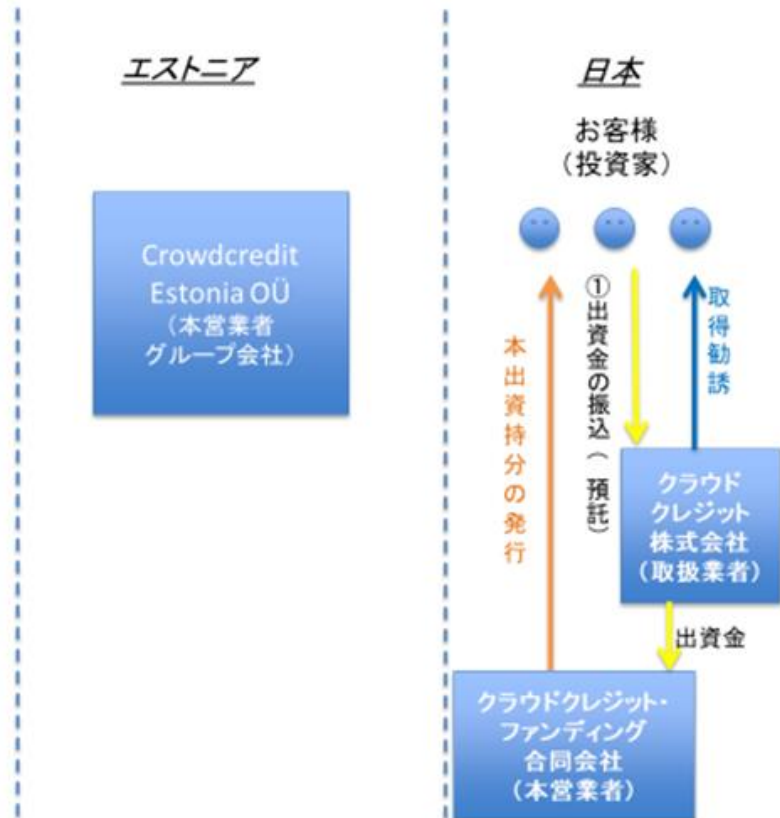 エストニア
Crowdcredit
Estonia OÜ
（本営業者
グループ会社）
日本
お客様
（投資家）
本出資持分の発行
①出資金の振込（預託）
取得勧誘
クラウド
クレジット
株式会社
（取扱業者）
出資金
クラウドクレジット・
ファンディング
合同会社
（本営業者）